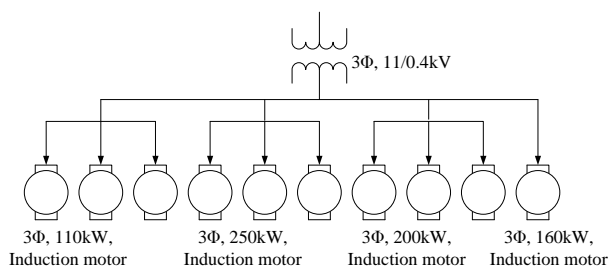 3Φ, 11/0.4kV
3Φ, 110kW,
Induction motor
3Φ, 250kW,
Induction motor
3Φ, 200kW,
Induction motor
3Φ, 160kW,
Induction motor